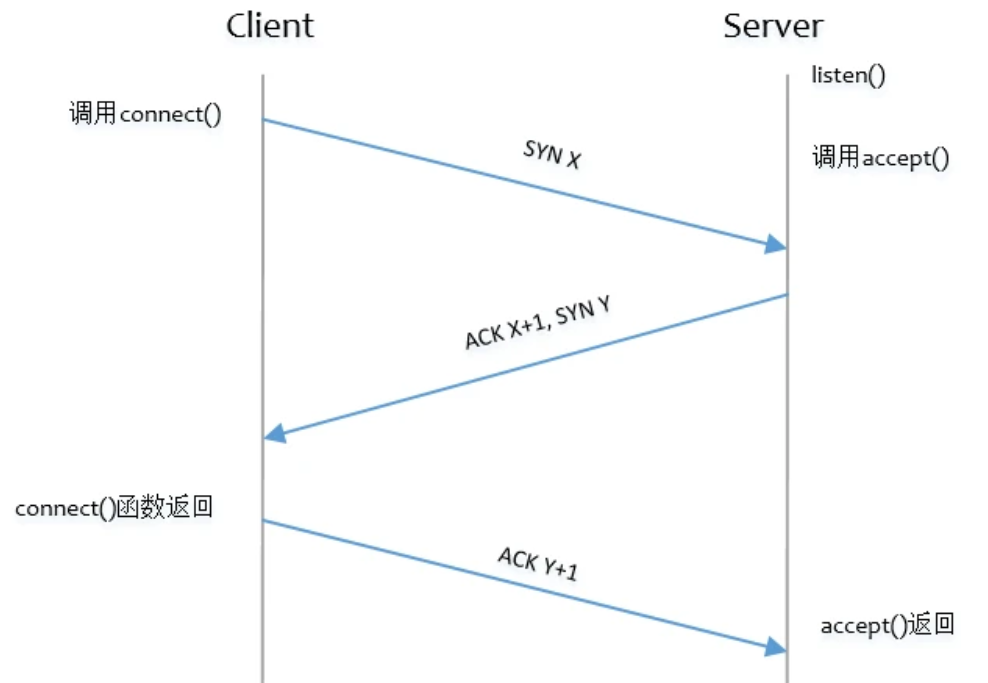 Client
Server
listen()
调用connect()
SYN X
调用accept()
ACK X+1, SYN Y
connect()函数返回
ACK Y+1
accept()返回